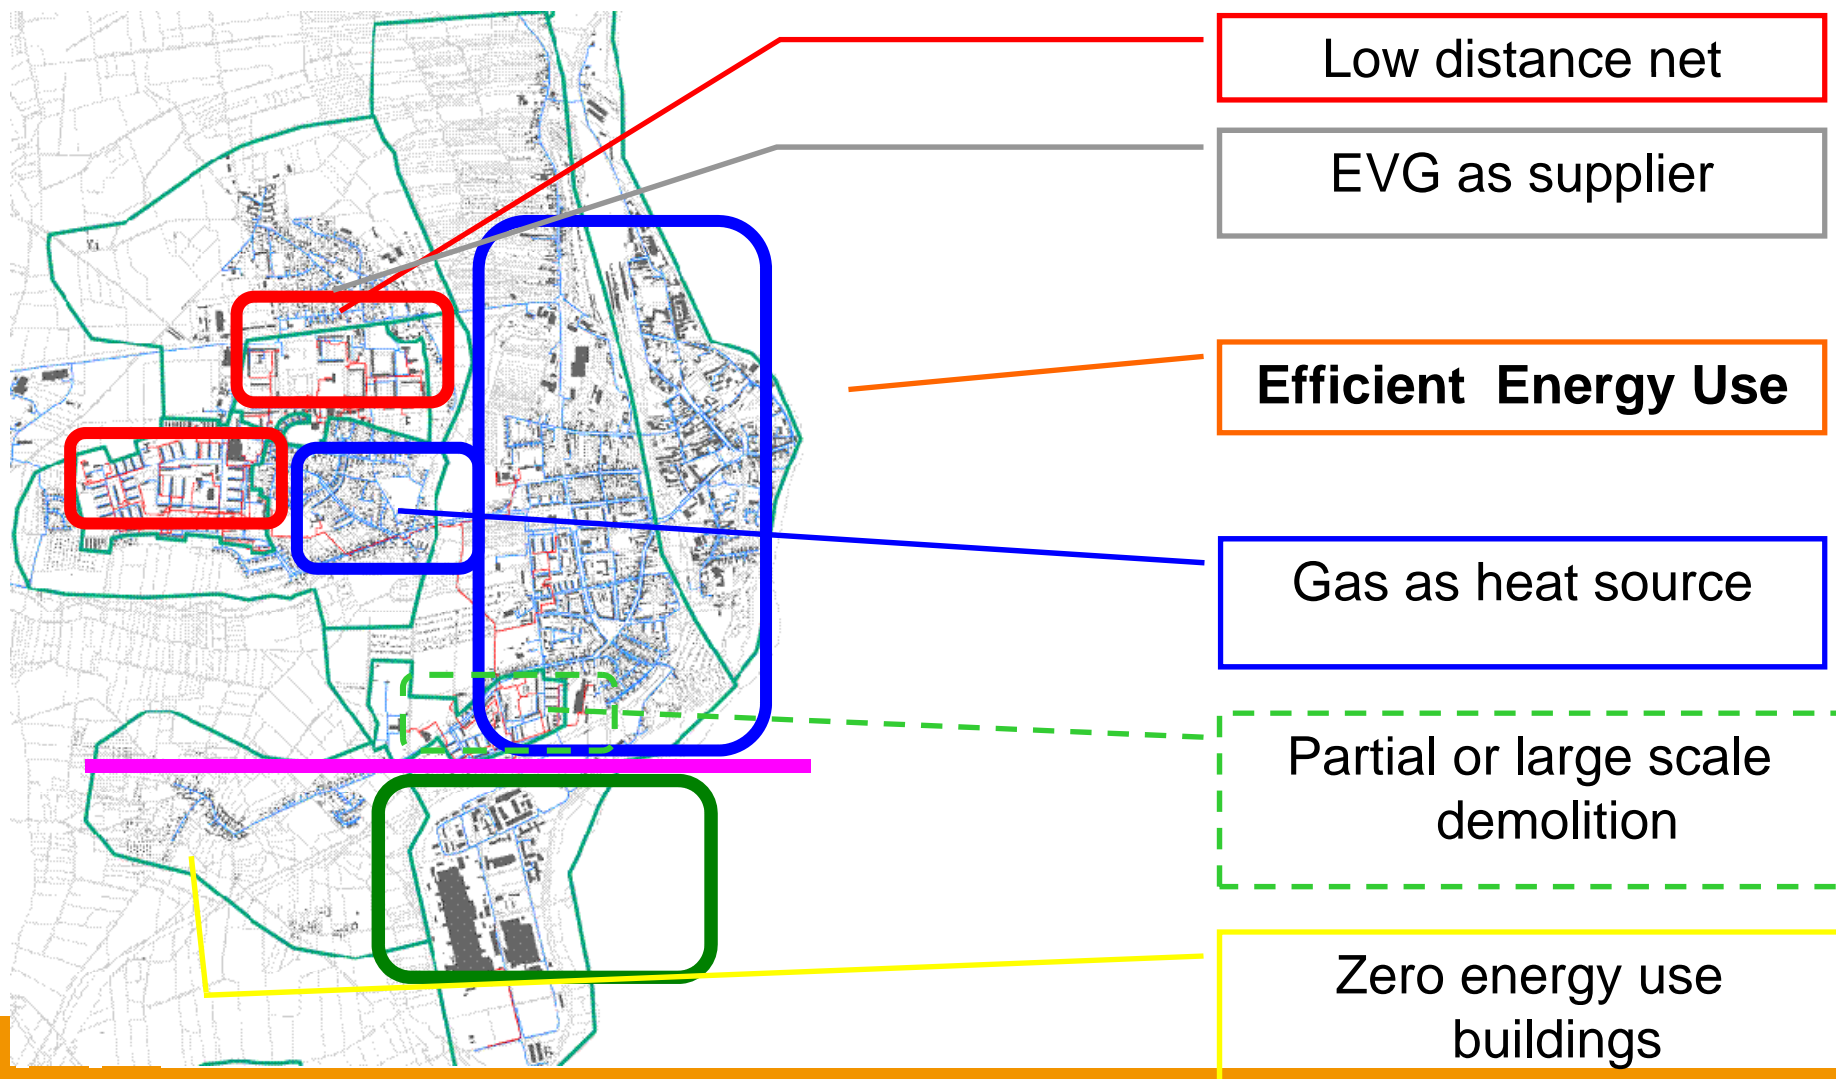 Low distance net
EVG as supplier
Efficient Energy Use
Gas as heat source
Partial or large scale
demolition
Zero energy use
buildings